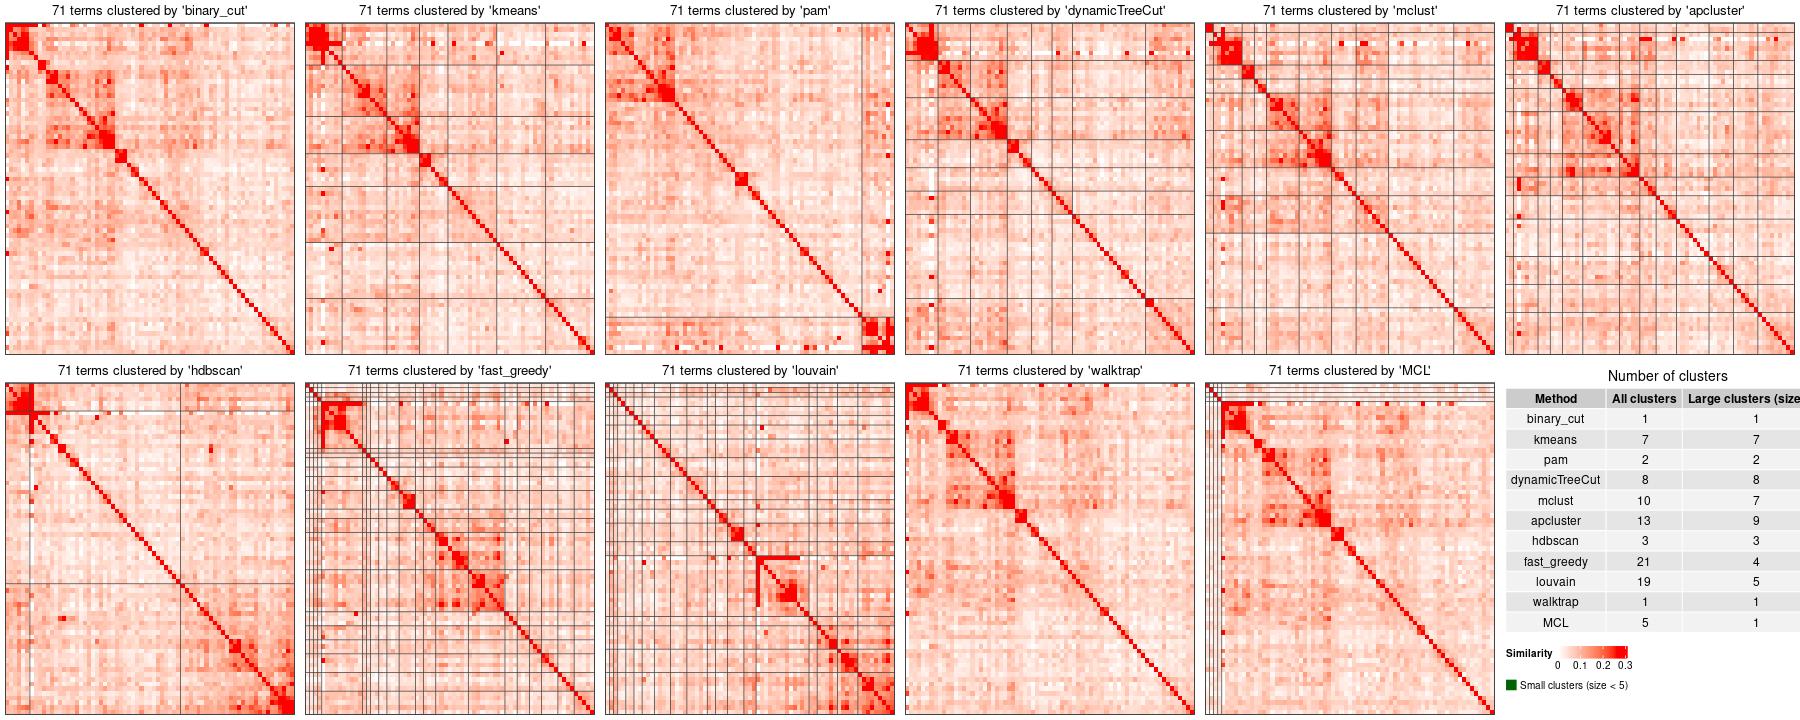 71 terms clustered by 'binary_cut'
71 terms clustered by 'kmeans'
71 terms clustered by 'pam'
71 terms clustered by 'dynamicTreeCut'
71 terms clustered by 'mclust'
71 terms clustered by 'apcluster'
71 terms clustered by 'hdbscan'
71 terms clustered by 'fast_greedy'
71 terms clustered by 'louvain'
71 terms clustered by 'walktrap'
71 terms clustered by 'MCL'
Number of clusters
Method All clusters Large clusters (size
binary_cut 1 1
kmeans 7 7
pam 2 2
dynamicTreeCut 8 8
mclust 10 7
apcluster 13 9
hdbscan 3 3
fast_greedy 21 4
louvain 19 5
walktrap 1 1
MCL 5 1
Similarity
0 0.1 0.2 0.3
Small clusters (size < 5)